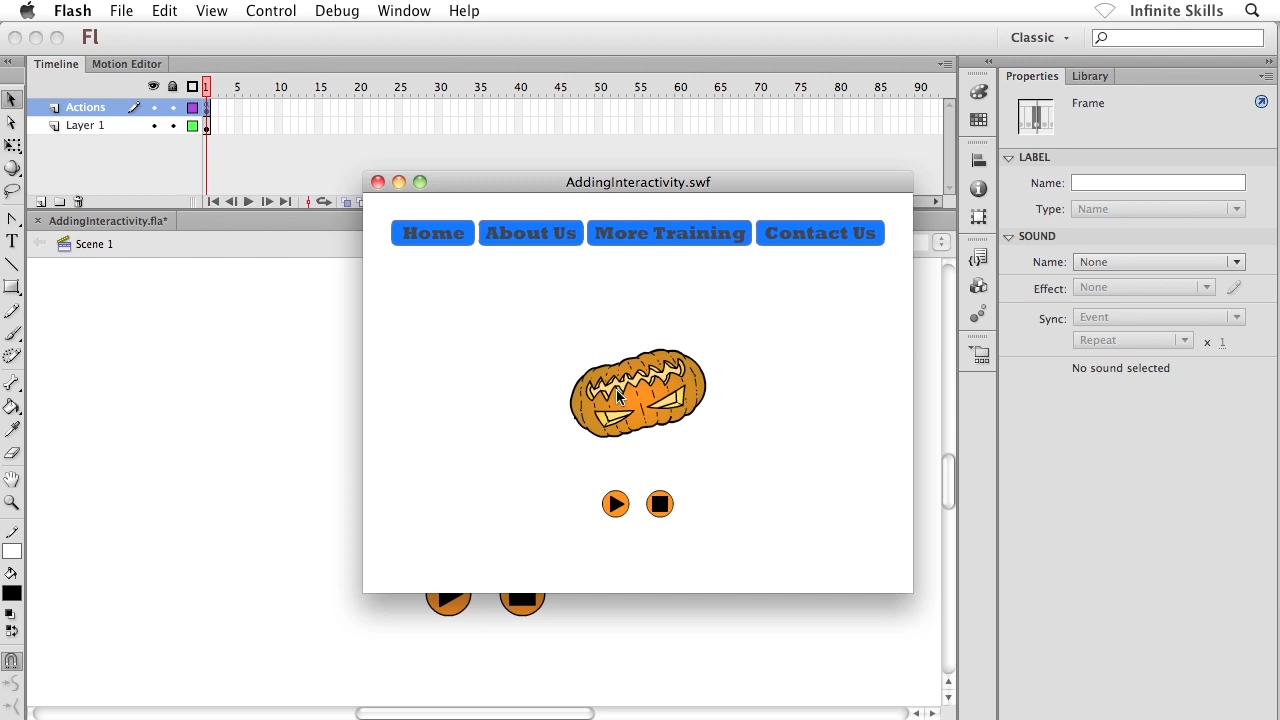 Flash File Edit View Control Debug Window Help Infinite Skills
Fl Classic
Timeline Motion Editor Properties Library
1 5 10 15 20 25 30 35 40 45 50 55 60 65 70 75 80 85 90
Frame
Actions
Layer 1
LABEL
AddingInteractivity.swf
Name:
Type: Name
AddingInteractivity.fla*
Home About Us More Training Contact Us
SOUND
Scene 1
Name: None
Effect: None
Sync: Event
Repeat x 1
No sound selected
T